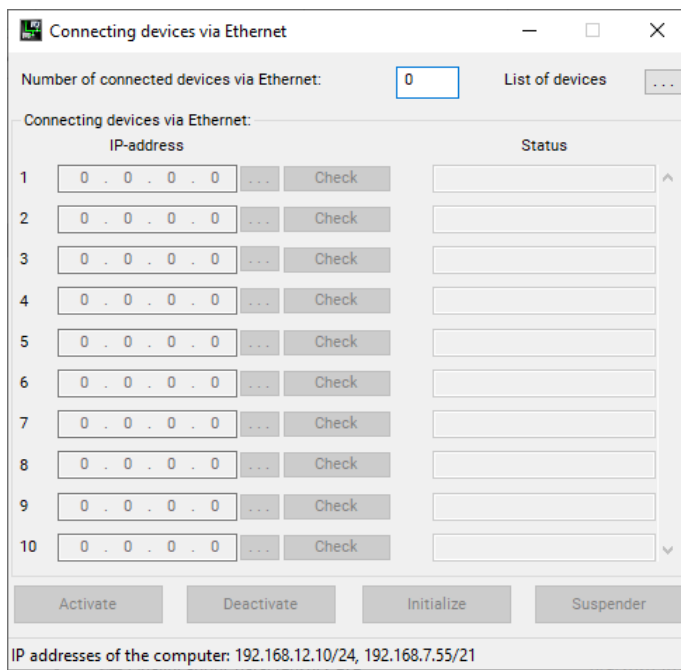 Connecting devices via Ethernet
Number of connected devices via Ethernet: 0 List of devices ...
Connecting devices via Ethernet:
IP-address Status
1 0 . 0 . 0 . 0 ... Check
2 0 . 0 . 0 . 0 ... Check
3 0 . 0 . 0 . 0 ... Check
4 0 . 0 . 0 . 0 ... Check
5 0 . 0 . 0 . 0 ... Check
6 0 . 0 . 0 . 0 ... Check
7 0 . 0 . 0 . 0 ... Check
8 0 . 0 . 0 . 0 ... Check
9 0 . 0 . 0 . 0 ... Check
10 0 . 0 . 0 . 0 ... Check
Activate Deactivate Initialize Suspender
IP addresses of the computer: 192.168.12.10/24, 192.168.7.55/21